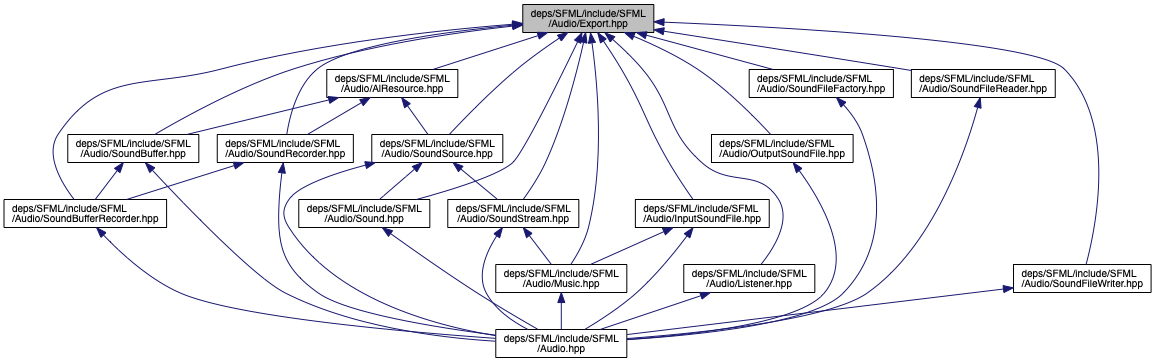 deps/SFML/include/SFML
/Audio/Export.hpp
deps/SFML/include/SFML
/Audio/AlResource.hpp
deps/SFML/include/SFML
/Audio/SoundFileFactory.hpp
deps/SFML/include/SFML
/Audio/SoundFileReader.hpp
deps/SFML/include/SFML
/Audio/SoundBuffer.hpp
deps/SFML/include/SFML
/Audio/SoundRecorder.hpp
deps/SFML/include/SFML
/Audio/SoundSource.hpp
deps/SFML/include/SFML
/Audio/OutputSoundFile.hpp
deps/SFML/include/SFML
/Audio/SoundBufferRecorder.hpp
deps/SFML/include/SFML
/Audio/Sound.hpp
deps/SFML/include/SFML
/Audio/SoundStream.hpp
deps/SFML/include/SFML
/Audio/InputSoundFile.hpp
deps/SFML/include/SFML
/Audio/Music.hpp
deps/SFML/include/SFML
/Audio/Listener.hpp
deps/SFML/include/SFML
/Audio/SoundFileWriter.hpp
deps/SFML/include/SFML
/Audio.hpp